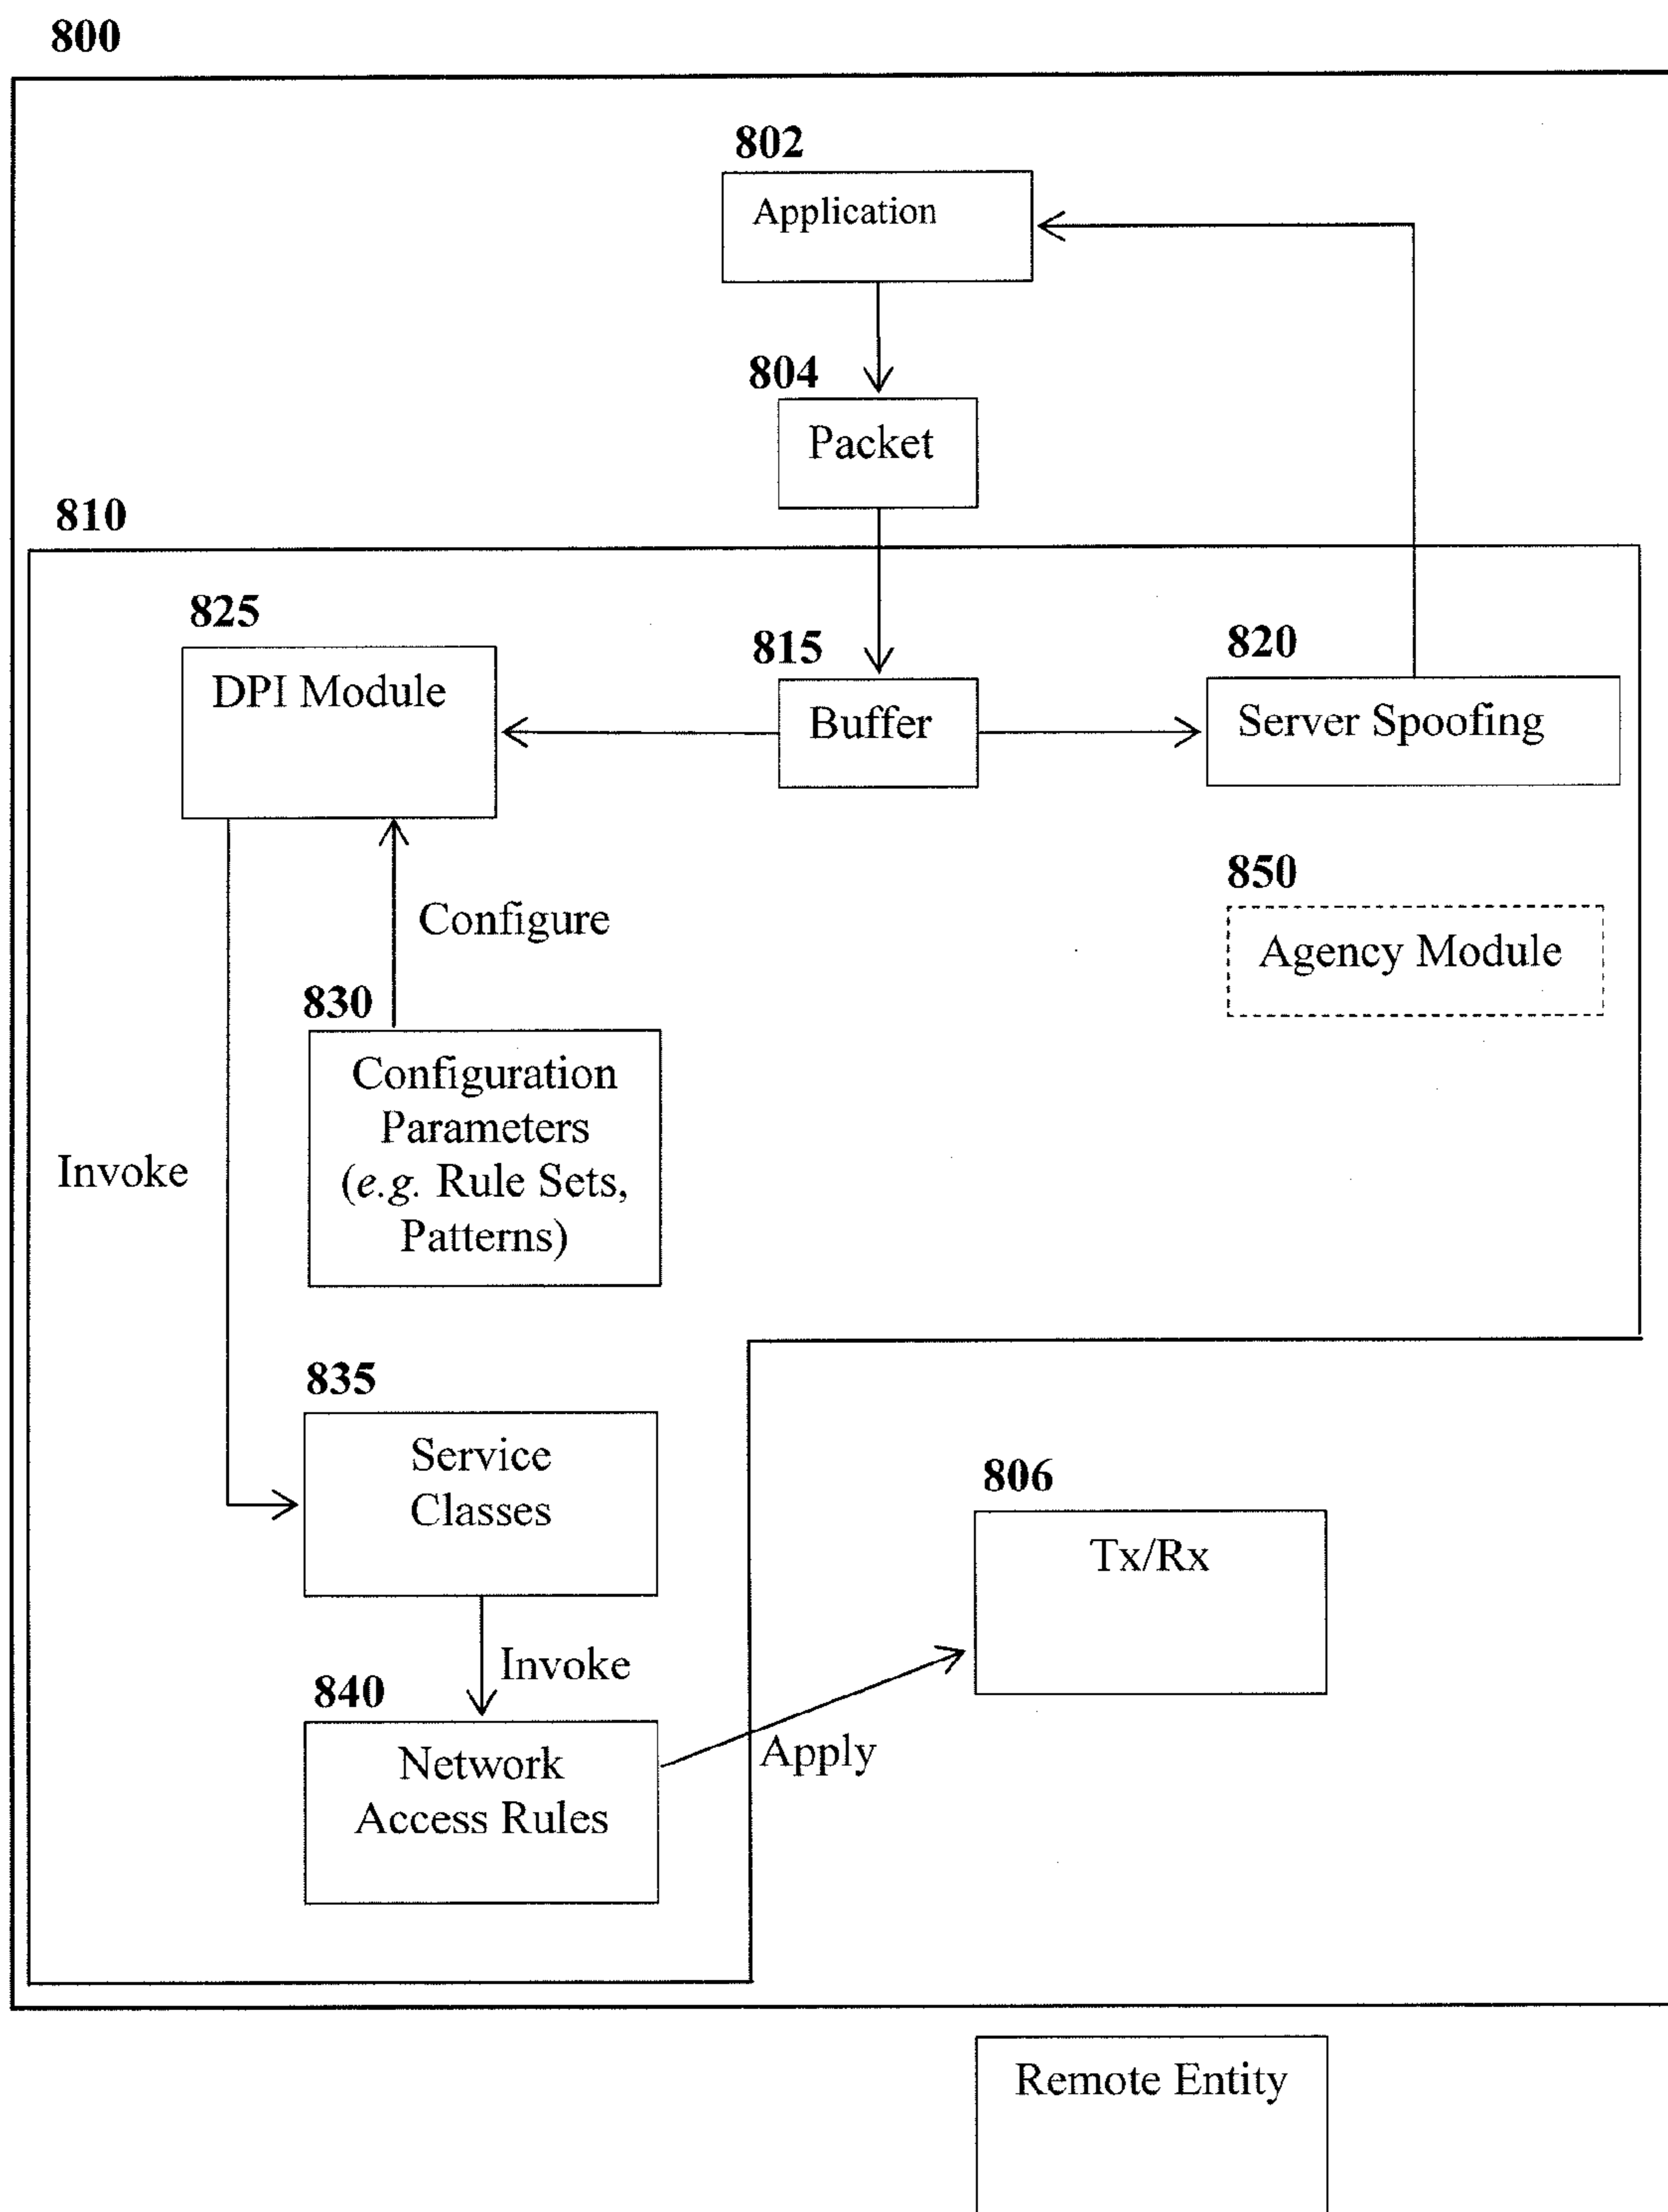 800
802
Application
804
Packet
810
825
DPI Module
815
Buffer
820
Server Spoofing
850
Agency Module
Configure
830
Configuration
Parameters
(e.g. Rule Sets,
Patterns)
Invoke
835
Service
Classes
806
Tx/Rx
Invoke
840
Network
Access Rules
Apply
Remote Entity